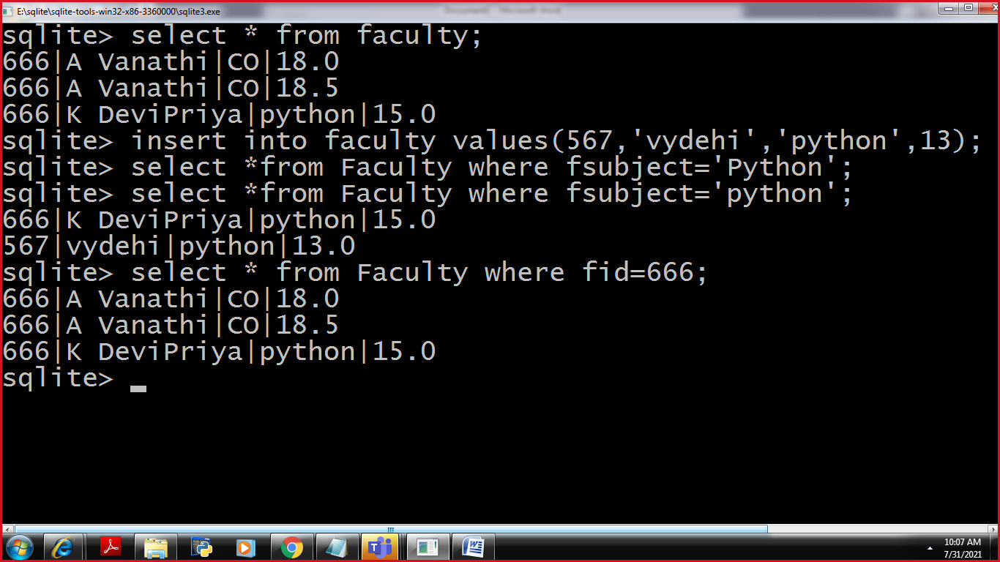 E:\sqlite\sqlite-tools-win32-x86-3360000\sqlite3.exe
sqlite> select * from faculty;
666|A Vanathi|CO|18.0
666|A Vanathi|CO|18.5
666|K DeviPriya|python|15.0
sqlite> insert into faculty values(567,'vydehi','python',13);
sqlite> select *from Faculty where fsubject='Python';
sqlite> select *from Faculty where fsubject='python';
666|K DeviPriya|python|15.0
567|vydehi|python|13.0
sqlite> select * from Faculty where fid=666;
666|A Vanathi|CO|18.0
666|A Vanathi|CO|18.5
666|K DeviPriya|python|15.0
sqlite>
10:07 AM
7/31/2021